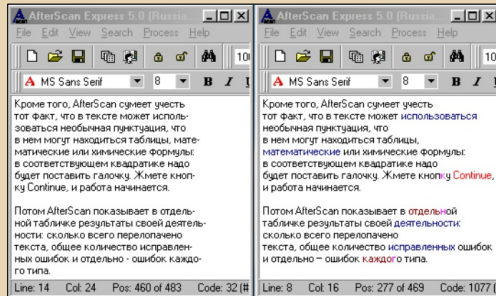 AfterScan Express 5.0 (Russia
File Edit View Search Process Help
10
MS Sans Serif 8 B I U
Кроме того, AfterScan сумеет учесть
тот факт, что в тексте может исполь-
зоваться необычная пунктуация, что
в нем могут находиться таблицы, мате-
матические или химические формулы:
в соответствующем квадратике надо
будет поставить галочку. Жмете кноп-
ку Continue, и работа начинается.
Потом AfterScan показывает в отдель-
ной табличке результаты своей деятель-
ности: сколько всего перелопачено
текста, общее количество исправлен-
ных ошибок и отдельно - ошибок каждо-
го типа.
Line: 14 Col: 24 Pos: 460 of 483 Code: 32 (#
AfterScan Express 5.0 (Russia
File Edit View Search Process Help
10
MS Sans Serif 8 B I
Кроме того, AfterScan сумеет учесть
тот факт, что в тексте может использоваться
необычная пунктуация, что
в нем могут находиться таблицы,
математические или химические формулы:
в соответствующем квадратике надо
будет поставить галочку. Жмете кнопку Continue,
и работа начинается.
Потом AfterScan показывает в отдельной
табличке результаты своей деятельности:
сколько всего перелопачено
текста, общее количество исправленных ошибок
и отдельно – ошибок каждого типа.
Line: 8 Col: 16 Pos: 277 of 469 Code: 1077 (